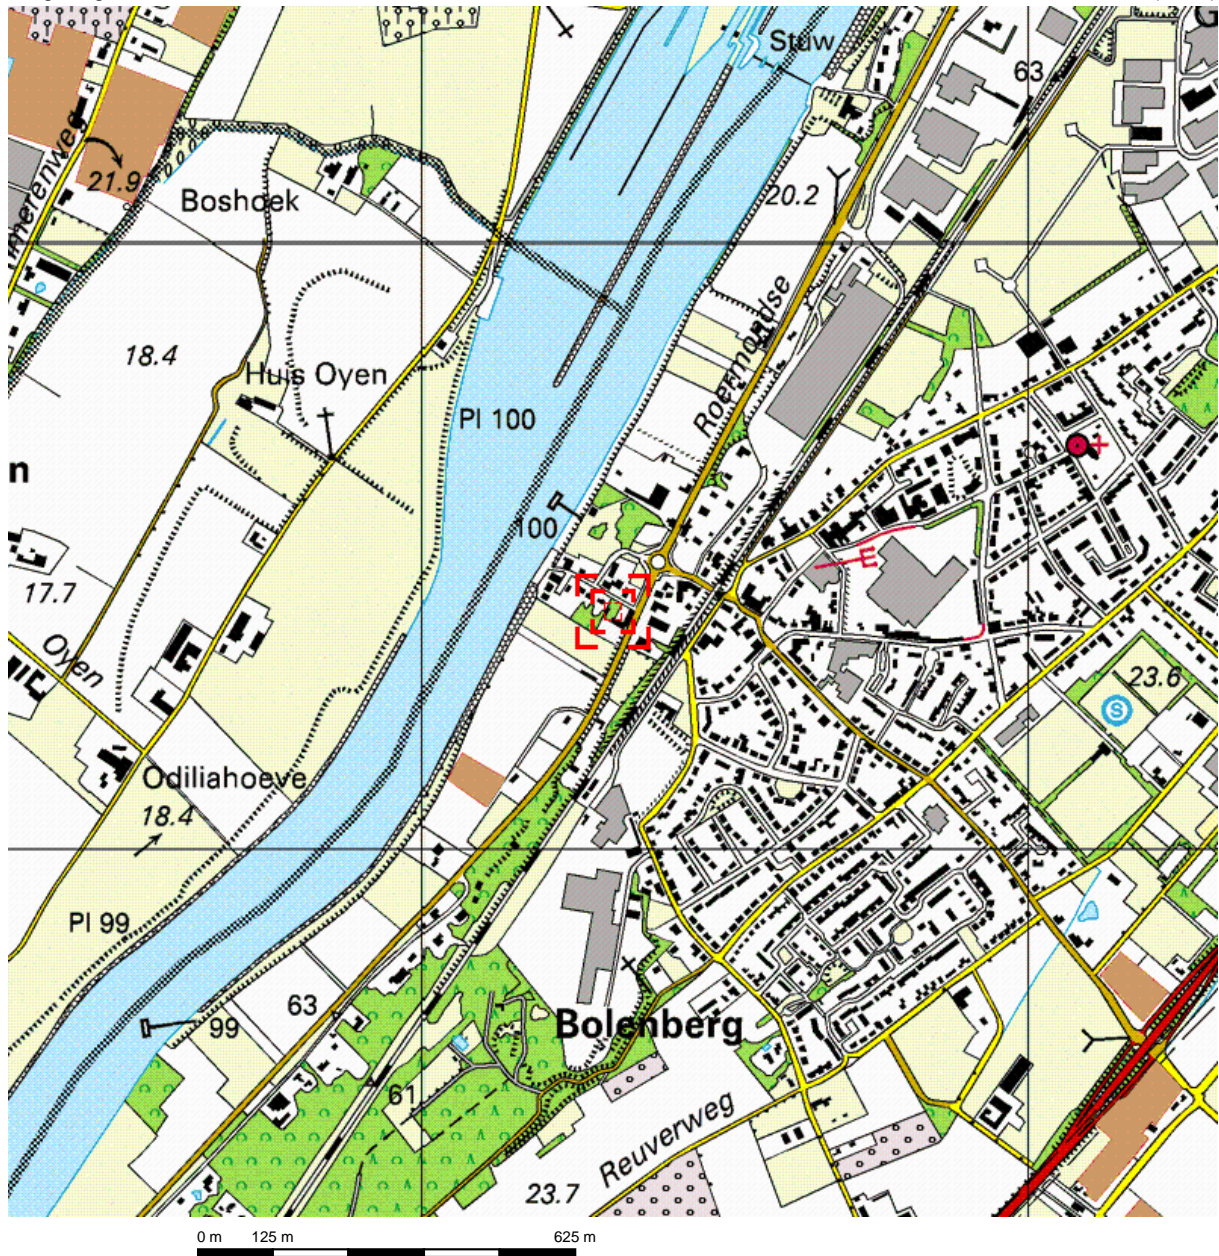 Stuw
63
21.9
Boshoek
20.2
Roermondse
18.4
Huis Oyen
Pl 100
n
100
E
17.7
Oyen
23.6
S
Odiliahoeve
18.4
Pl 99
63
99
Bolenberg
61
Reuverweg
23.7
0 m 125 m 625 m